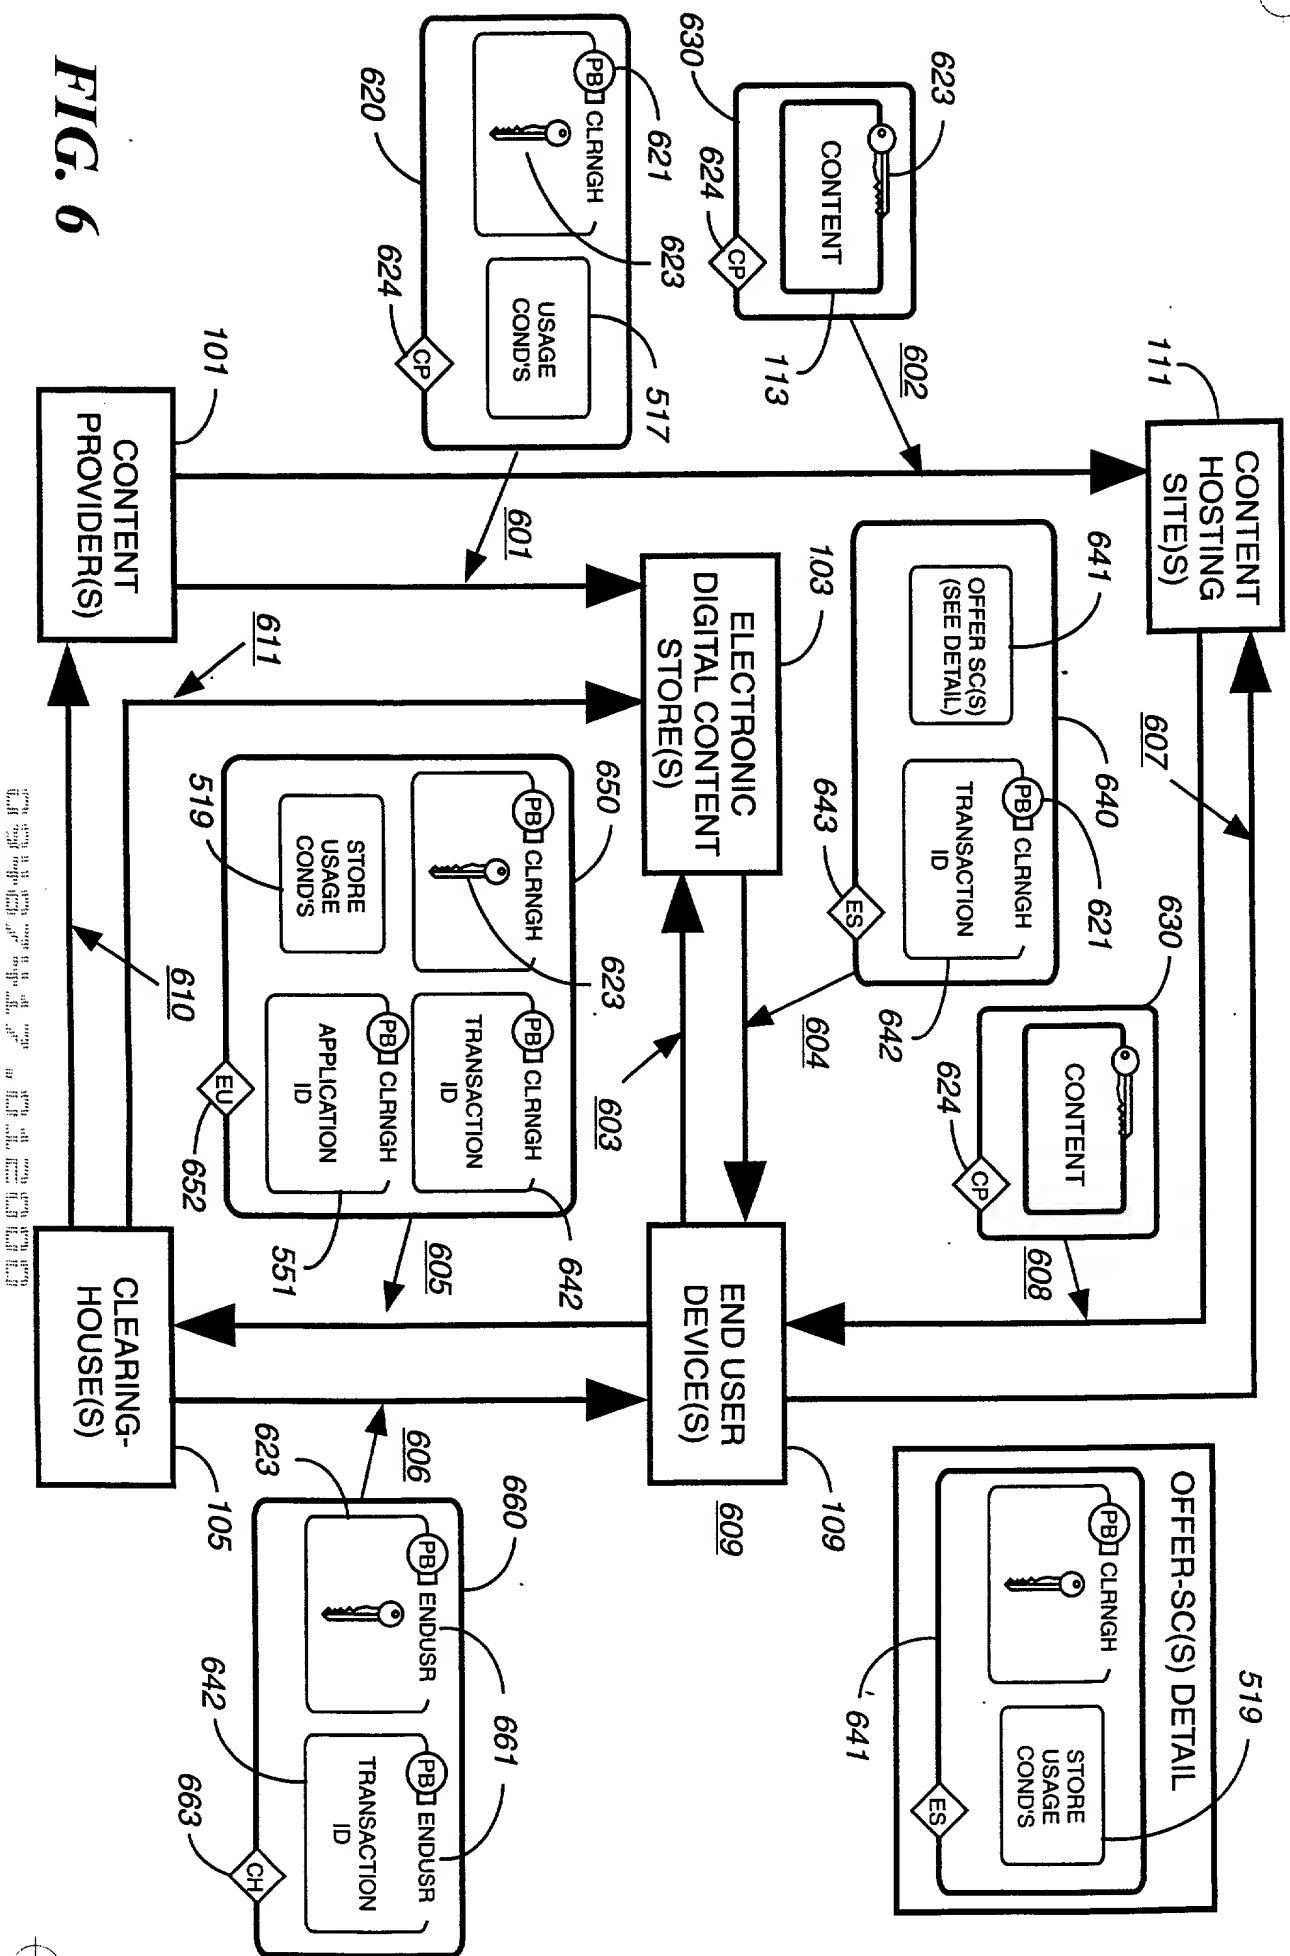 623
630
CONTENT
624
CP
113
602
111
CONTENT
HOSTING
SITE)S)
607
641
640
OFFER SC(S)
(SEE DETAIL)
PB
CLRNGH
TRANSACTION
ID
621
643
ES
642
604
630
CONTENT
624
CP
608
OFFER-SC(S) DETAIL
PB
CLRNGH
STORE
USAGE
COND'S
519
641
ES
PB
CLRNGH
621
623
USAGE
COND'S
517
620
624
CP
601
103
ELECTRONIC
DIGITAL CONTENT
STORE(S)
603
END USER
DEVICE(S)
109
609
101
CONTENT
PROVIDER(S)
611
650
PB
CLRNGH
623
PB
CLRNGH
TRANSACTION
ID
642
519
STORE
USAGE
COND'S
PB
CLRNGH
APPLICATION
ID
551
EU
652
605
610
CLEARING-
HOUSE(S)
105
606
660
623
PB
ENDUSR
661
PB
ENDUSR
TRANSACTION
ID
642
663
CH
FIG. 6